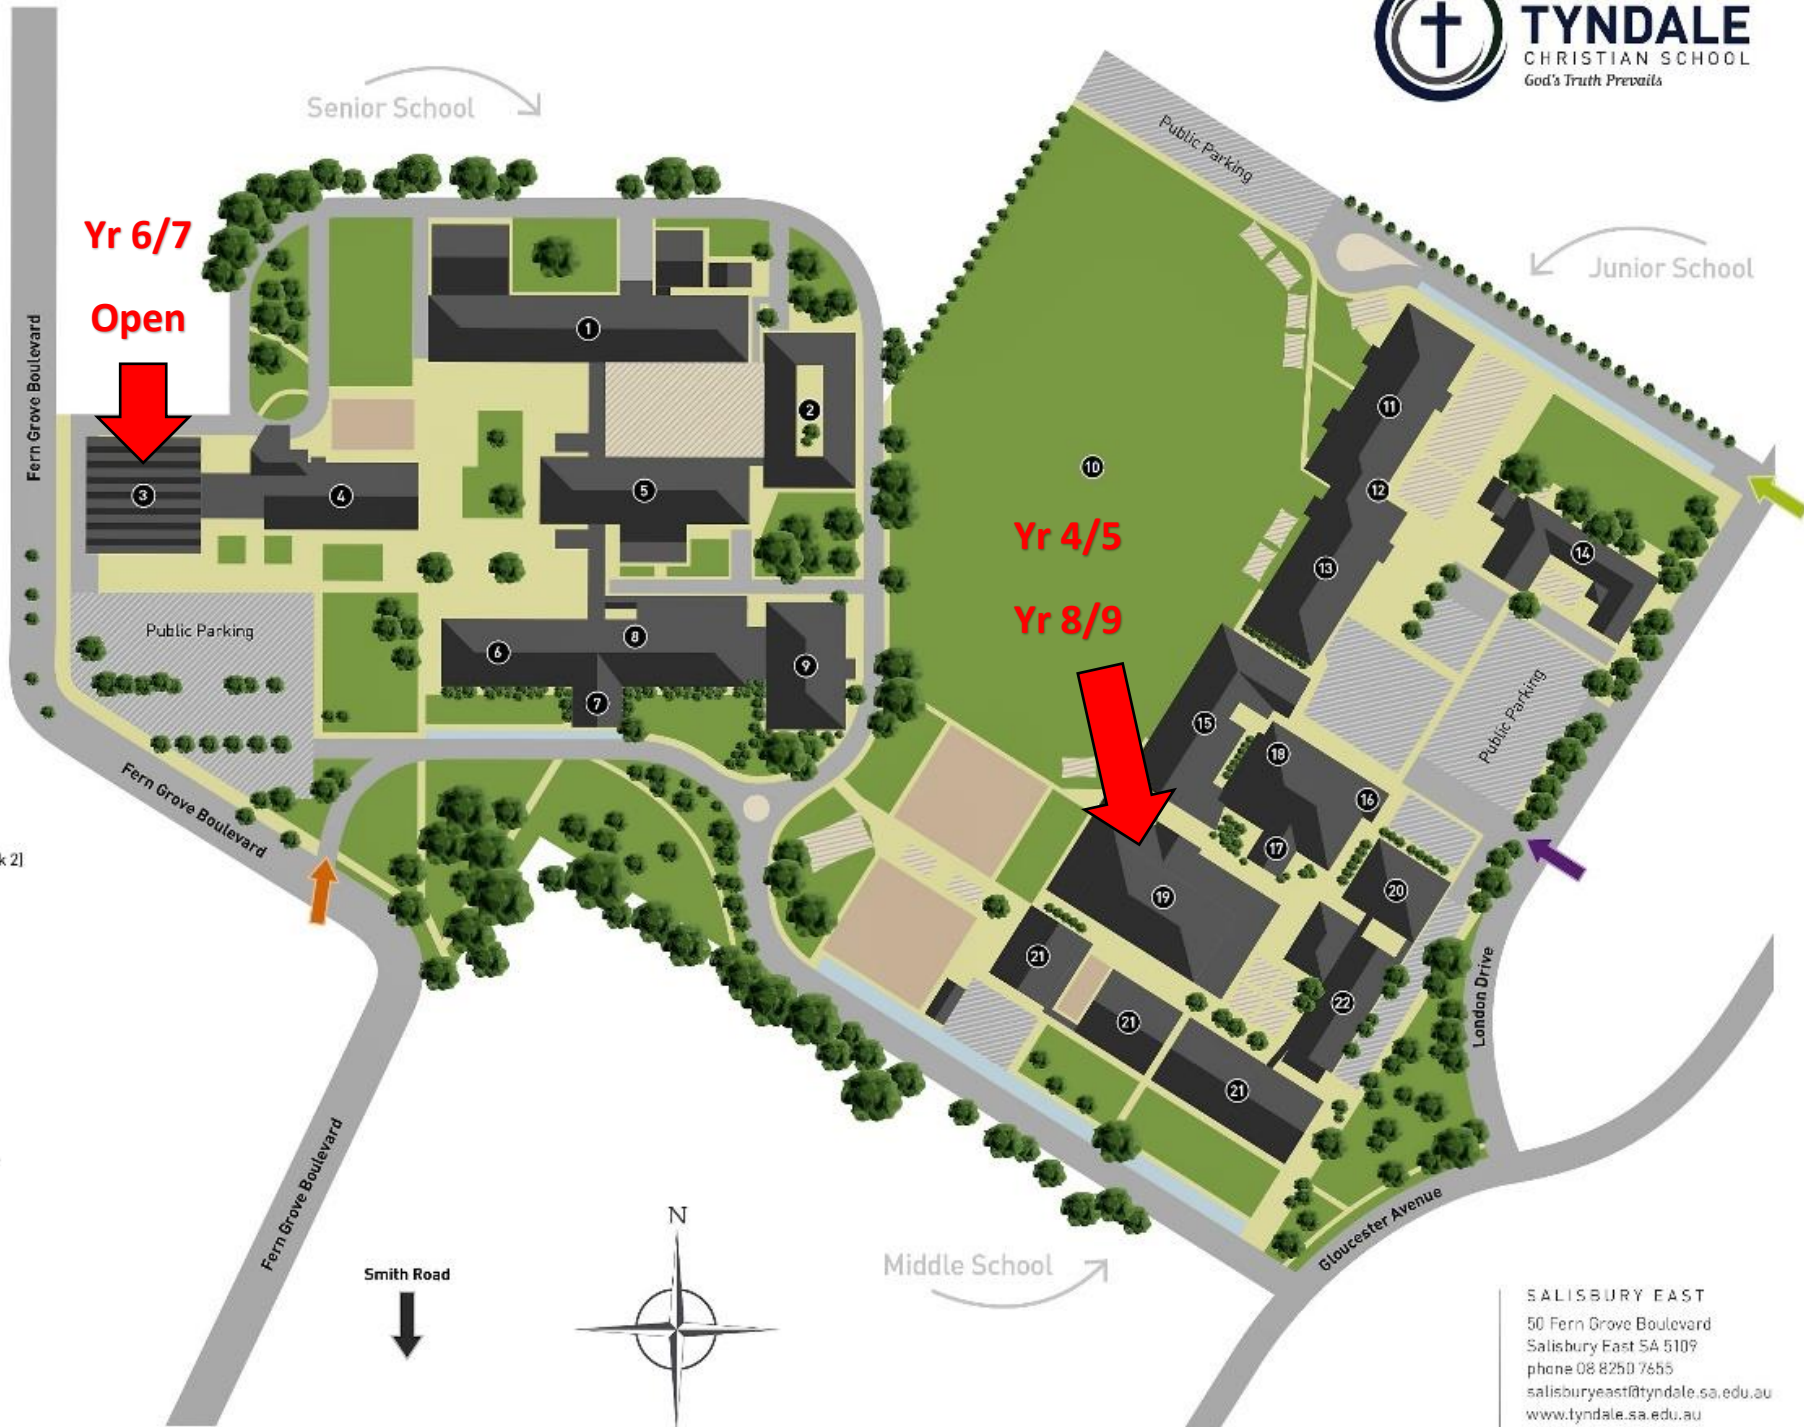 TYNDALE
CHRISTIAN SCHOOL
God's Truth Prevails
Senior School
Public Parking
Junior School
Yr 6/7
Open
Fern Grove Boulevard
1
2
3
4
5
6
7
8
9
10
11
12
13
14
Yr 4/5
Yr 8/9
Public Parking
Public Parking
15
16
17
18
19
20
21
21
21
22
Fern Grove Boulevard
k 2]
London Drive
Fern Grove Boulevard
Gloucester Avenue
Middle School
Smith Road
N
SALISBURY EAST
50 Fern Grove Boulevard
Salisbury East SA 5109
phone 08 8250 7655
salisburyeast@tyndale.sa.edu.au
www.tyndale.sa.edu.au